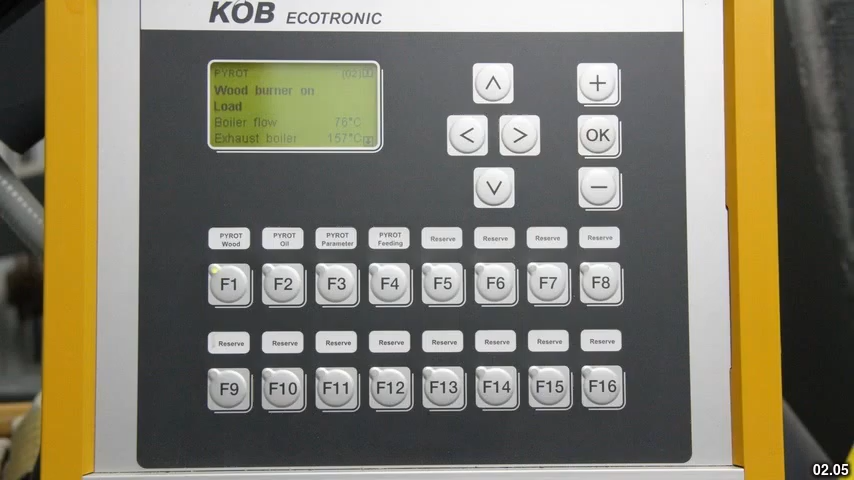 KÖB ECOTRONIC
PYROT (02)
Wood burner on
Load
Boiler flow 76°C
Exhaust boiler 157°C
∧ +
< > OK
∨ −
PYROT Wood
PYROT Oil
PYROT Parameter
PYROT Feeding
Reserve
Reserve
Reserve
Reserve
F1 F2 F3 F4 F5 F6 F7 F8
Reserve Reserve Reserve Reserve Reserve Reserve Reserve Reserve
F9 F10 F11 F12 F13 F14 F15 F16
02.05